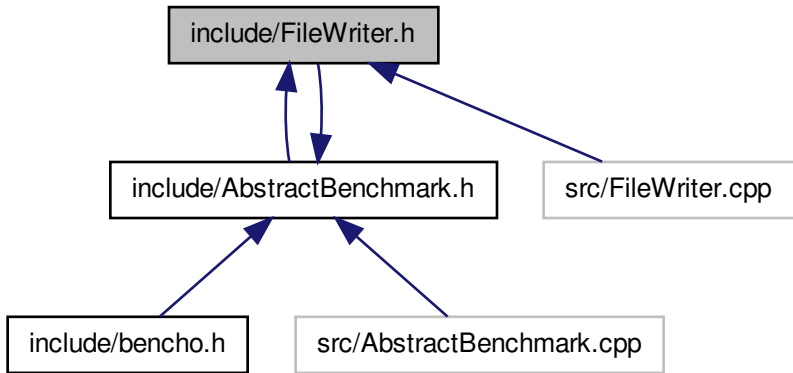 include/FileWriter.h
include/AbstractBenchmark.h
src/FileWriter.cpp
include/bencho.h
src/AbstractBenchmark.cpp